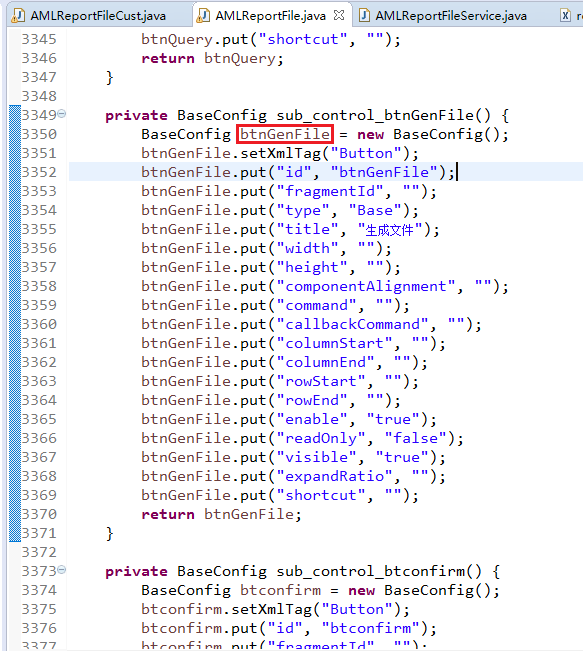 AMLReportFileCust.java AMLReportFile.java AMLReportFileService.java
3345 btnQuery.put("shortcut", "");
3346 return btnQuery;
3347 }
3348
3349 private BaseConfig sub_control_btnGenFile() {
3350 BaseConfig btnGenFile = new BaseConfig();
3351 btnGenFile.setXmlTag("Button");
3352 btnGenFile.put("id", "btnGenFile");
3353 btnGenFile.put("fragmentId", "");
3354 btnGenFile.put("type", "Base");
3355 btnGenFile.put("title", "生成文件");
3356 btnGenFile.put("width", "");
3357 btnGenFile.put("height", "");
3358 btnGenFile.put("componentAlignment", "");
3359 btnGenFile.put("command", "");
3360 btnGenFile.put("callbackCommand", "");
3361 btnGenFile.put("columnStart", "");
3362 btnGenFile.put("columnEnd", "");
3363 btnGenFile.put("rowStart", "");
3364 btnGenFile.put("rowEnd", "");
3365 btnGenFile.put("enable", "true");
3366 btnGenFile.put("readOnly", "false");
3367 btnGenFile.put("visible", "true");
3368 btnGenFile.put("expandRatio", "");
3369 btnGenFile.put("shortcut", "");
3370 return btnGenFile;
3371 }
3372
3373 private BaseConfig sub_control_btconfirm() {
3374 BaseConfig btconfirm = new BaseConfig();
3375 btconfirm.setXmlTag("Button");
3376 btconfirm.put("id", "btconfirm");
3377 btconfirm.put("fragmentId", "");